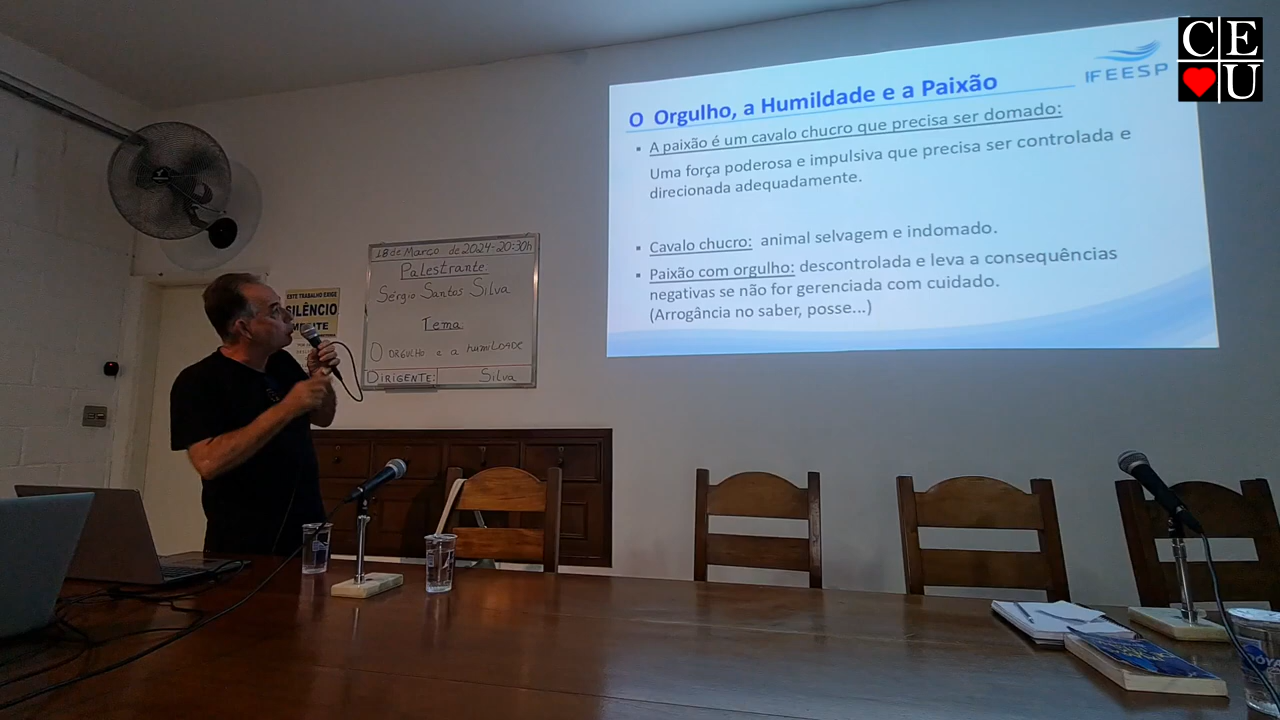 C E
U
IFEESP
O Orgulho, a Humildade e a Paixão
▪ A paixão é um cavalo chucro que precisa ser domado:
Uma força poderosa e impulsiva que precisa ser controlada e
direcionada adequadamente.
▪ Cavalo chucro: animal selvagem e indomado.
▪ Paixão com orgulho: descontrolada e leva a consequências
negativas se não for gerenciada com cuidado.
(Arrogância no saber, posse...)
18 de Março de 2024-20:30h
Palestrante:
Sérgio Santos Silva
Tema
O ORGULHO e a HUMILDADE
DIRIGENTE: Silva
ESTE TRABALHO EXIGE
SILÊNCIO